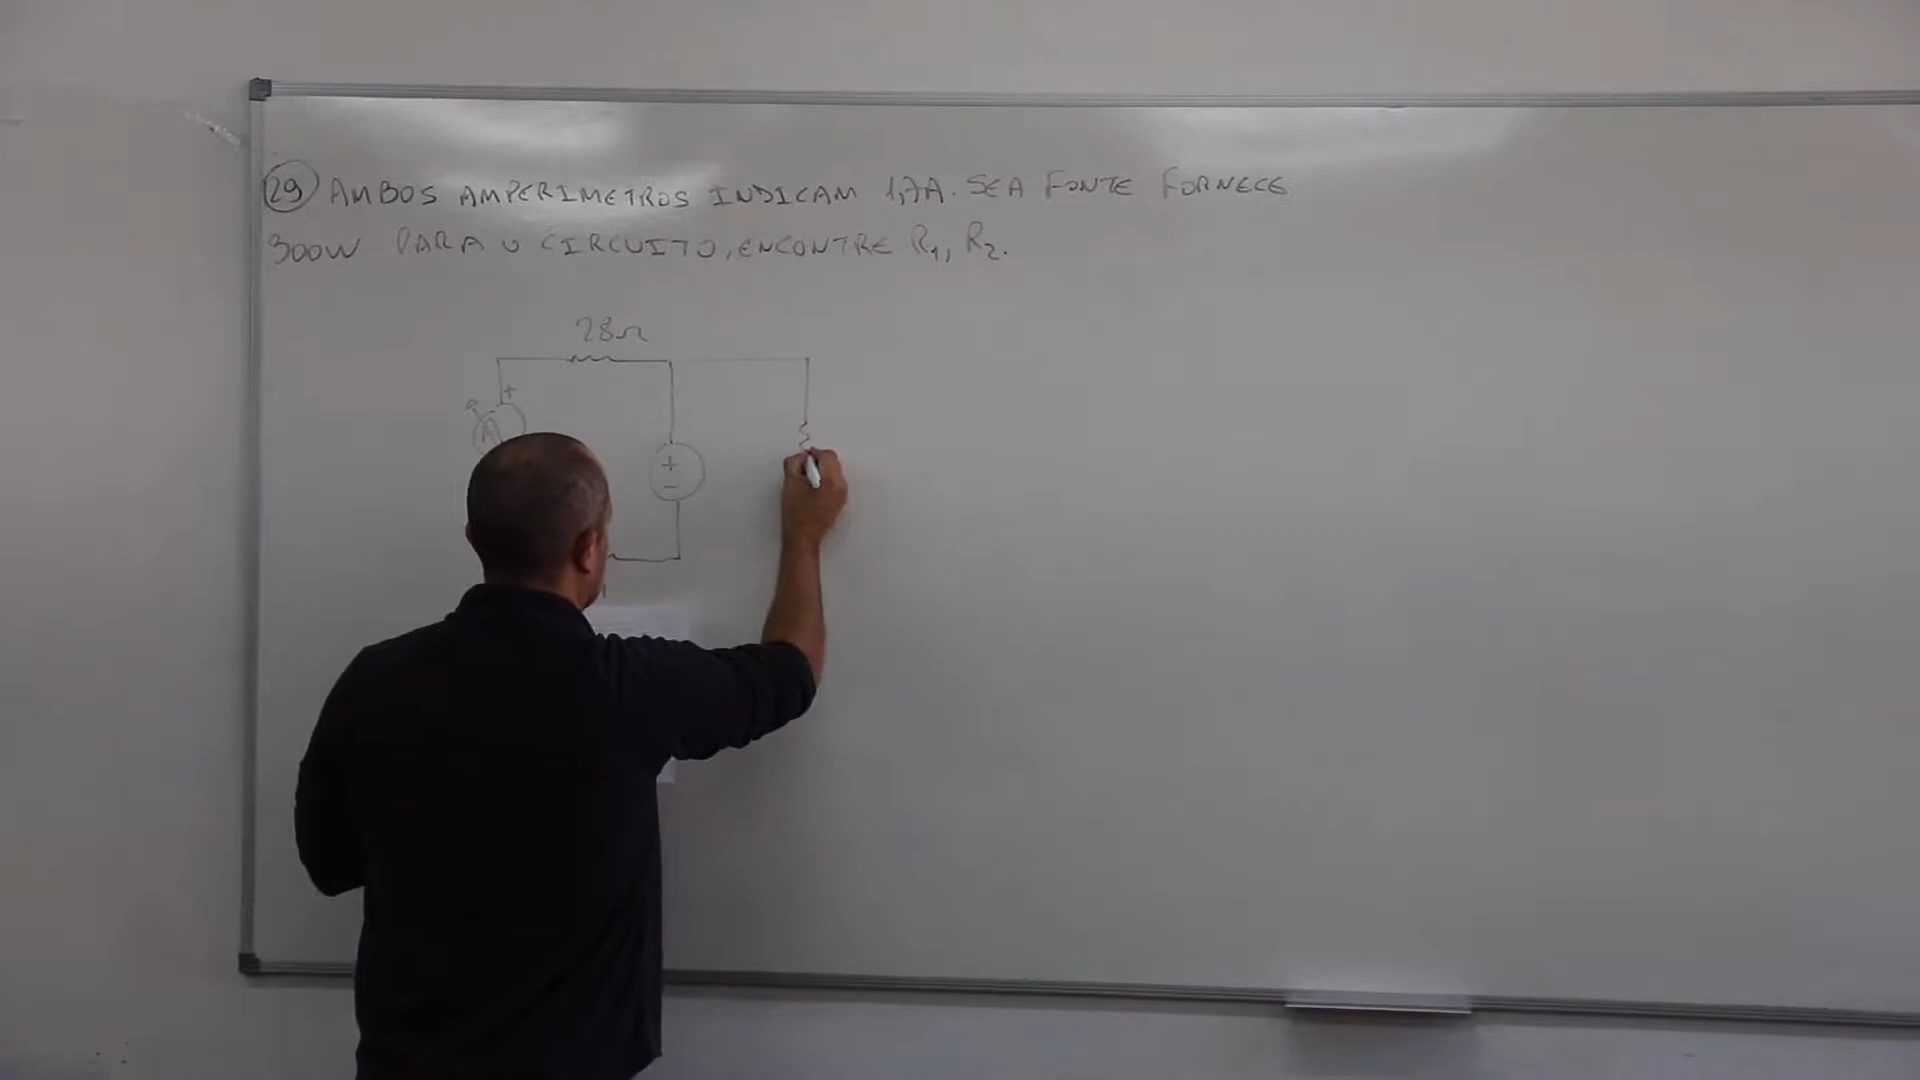 29 AMBOS AMPERIMETROS INDICAM 1,7A. SE A FONTE FORNECE
300W PARA O CIRCUITO, ENCONTRE R1, R2.
28Ω
+
A
+
-